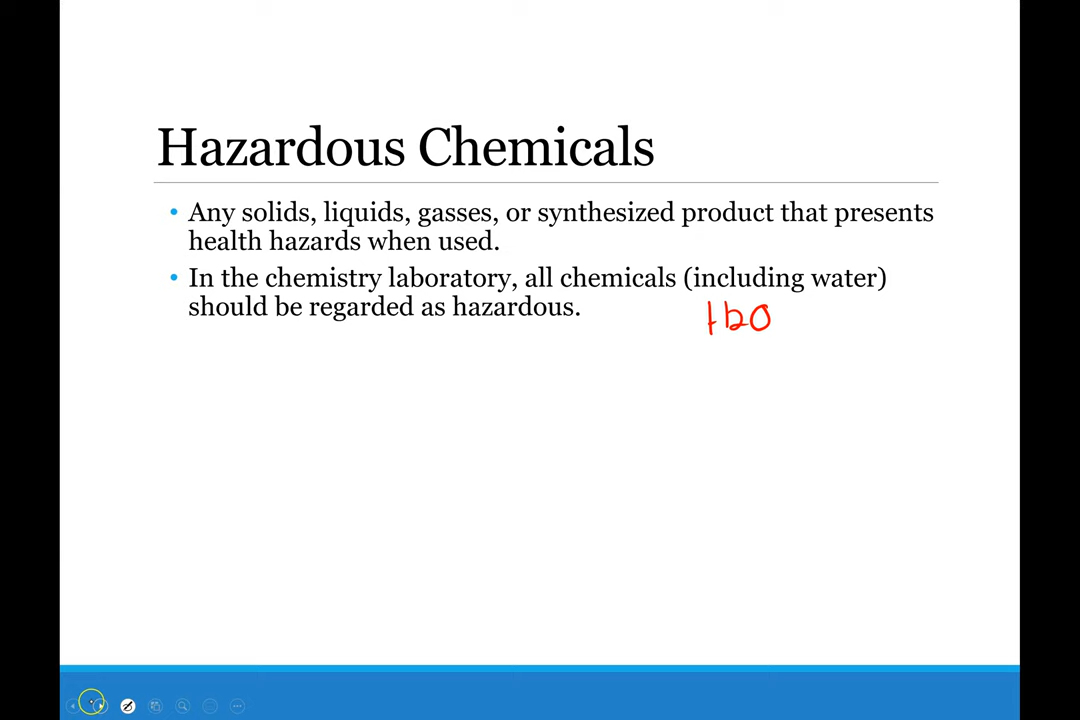 Hazardous Chemicals
• Any solids, liquids, gasses, or synthesized product that presents
health hazards when used.
• In the chemistry laboratory, all chemicals (including water)
should be regarded as hazardous.
H2O